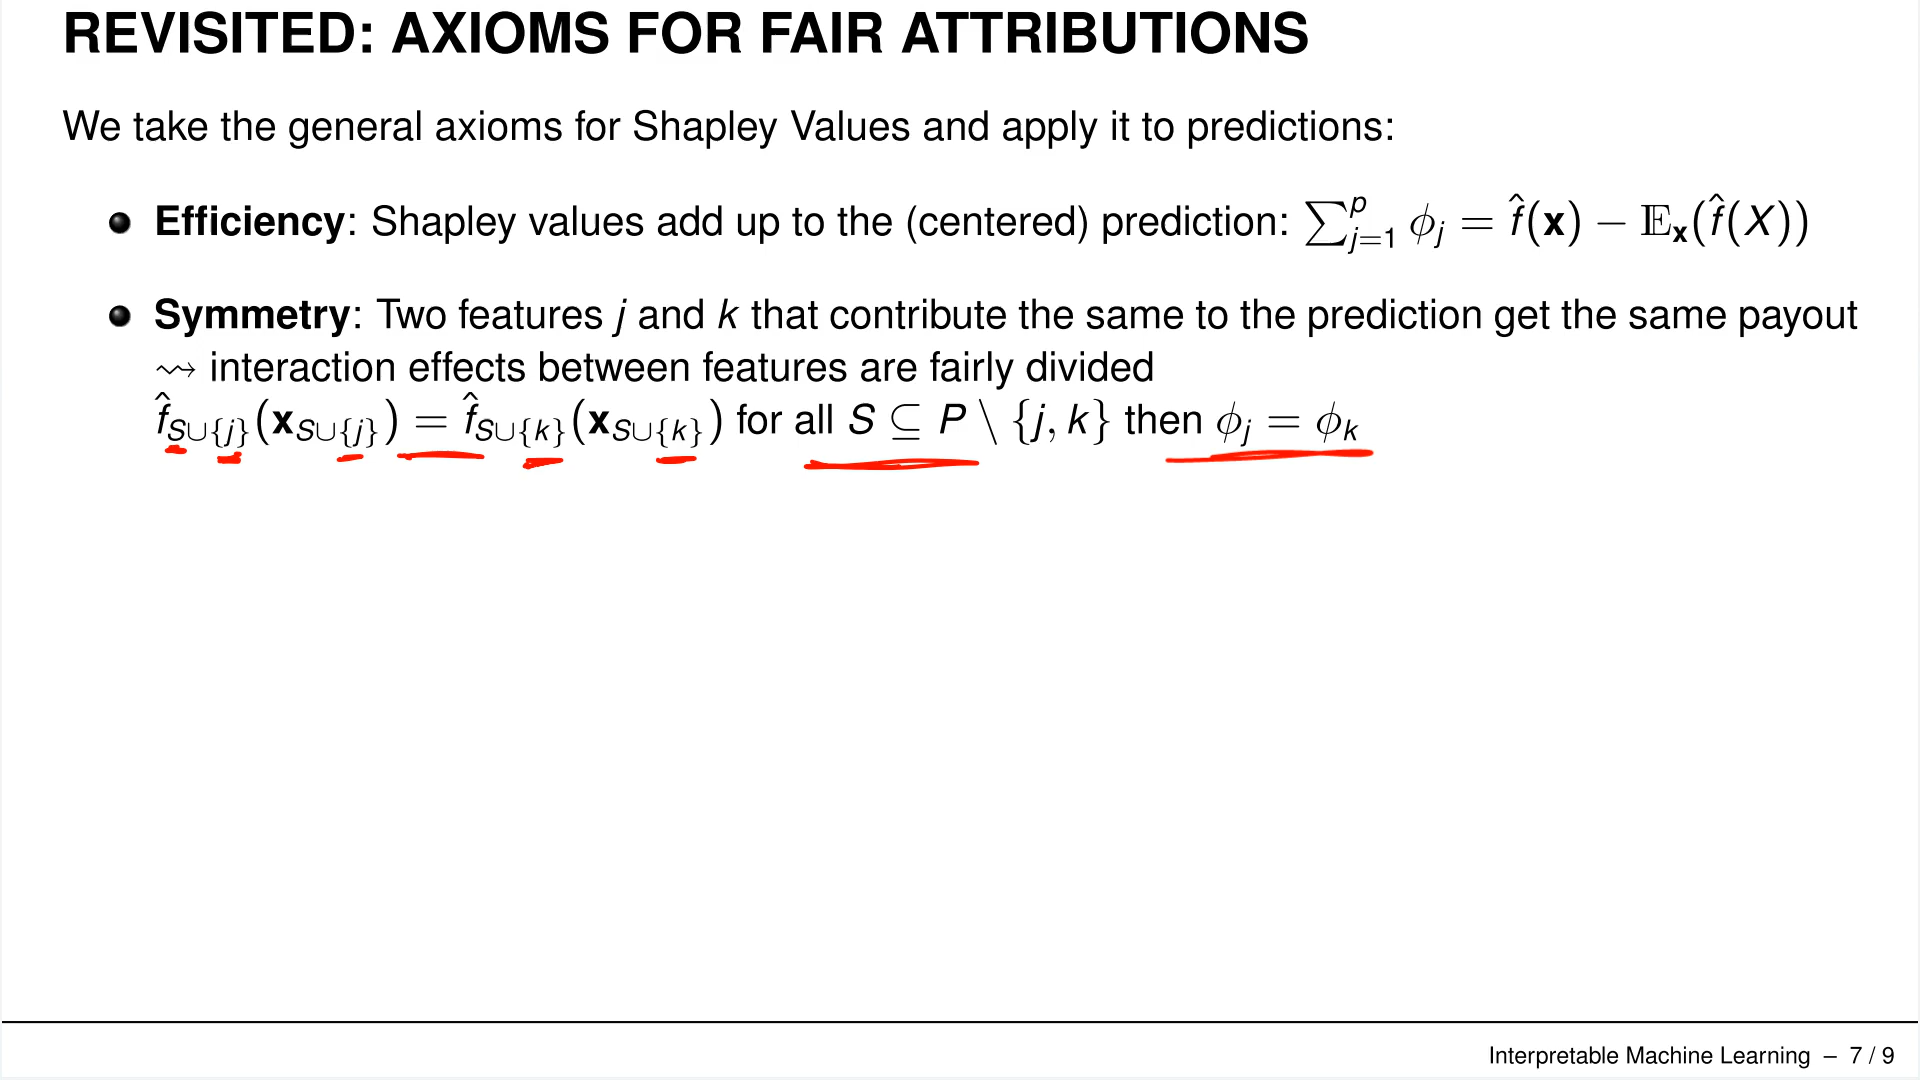 REVISITED: AXIOMS FOR FAIR ATTRIBUTIONS
We take the general axioms for Shapley Values and apply it to predictions:
Efficiency: Shapley values add up to the (centered) prediction: ∑_{j=1}^{p} ϕ_j = f̂(x) − 𝔼_x(f̂(X))
Symmetry: Two features j and k that contribute the same to the prediction get the same payout
⇝ interaction effects between features are fairly divided
f̂_{S∪{j}}(x_{S∪{j}}) = f̂_{S∪{k}}(x_{S∪{k}}) for all S ⊆ P \ {j, k} then ϕ_j = ϕ_k
Interpretable Machine Learning – 7 / 9